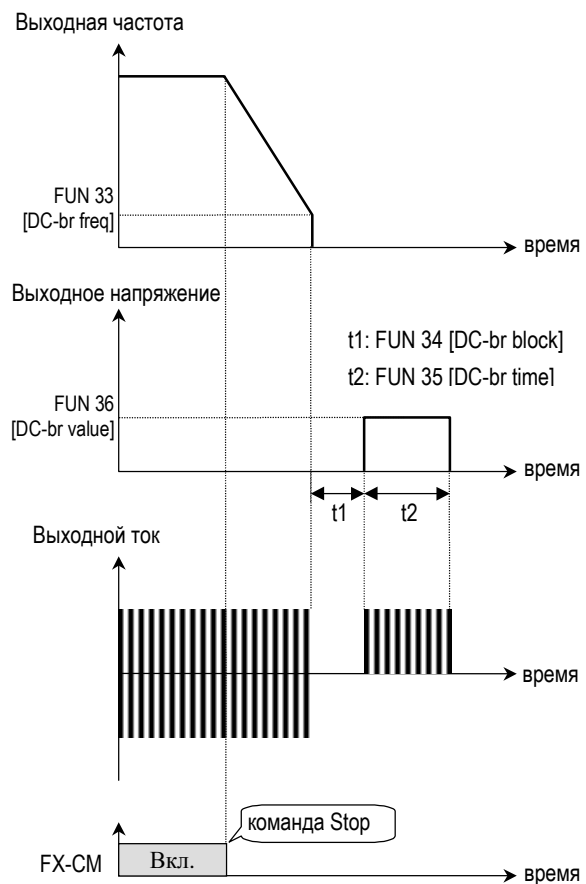 Выходная частота
FUN 33
[DC-br freq]
время
Выходное напряжение
t1: FUN 34 [DC-br block]
t2: FUN 35 [DC-br time]
FUN 36
[DC-br value]
время
t1
t2
Выходной ток
время
команда Stop
FX-CM
Вкл.
время